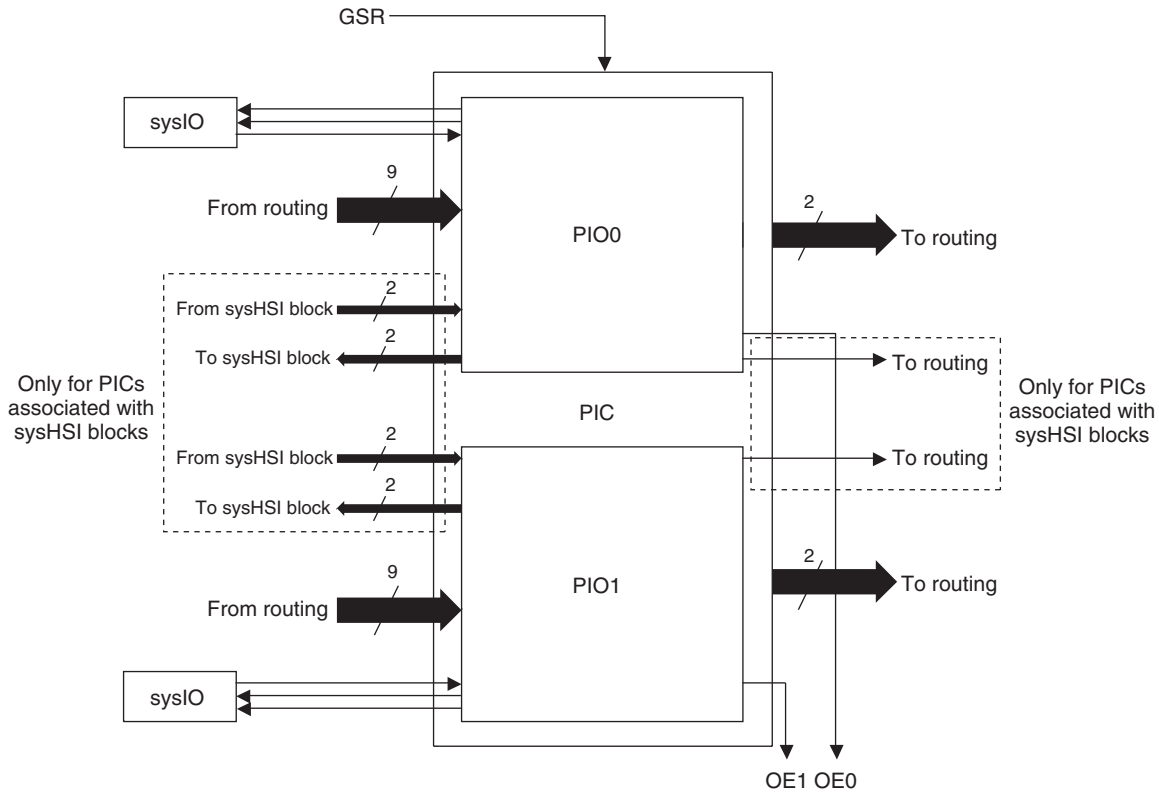 GSR
sysIO
9
From routing
PIO0
2
To routing
2
From sysHSI block
2
To sysHSI block
To routing
Only for PICs
associated with
sysHSI blocks
PIC
Only for PICs
associated with
sysHSI blocks
2
From sysHSI block
To routing
2
To sysHSI block
9
From routing
PIO1
2
To routing
sysIO
OE1 OE0